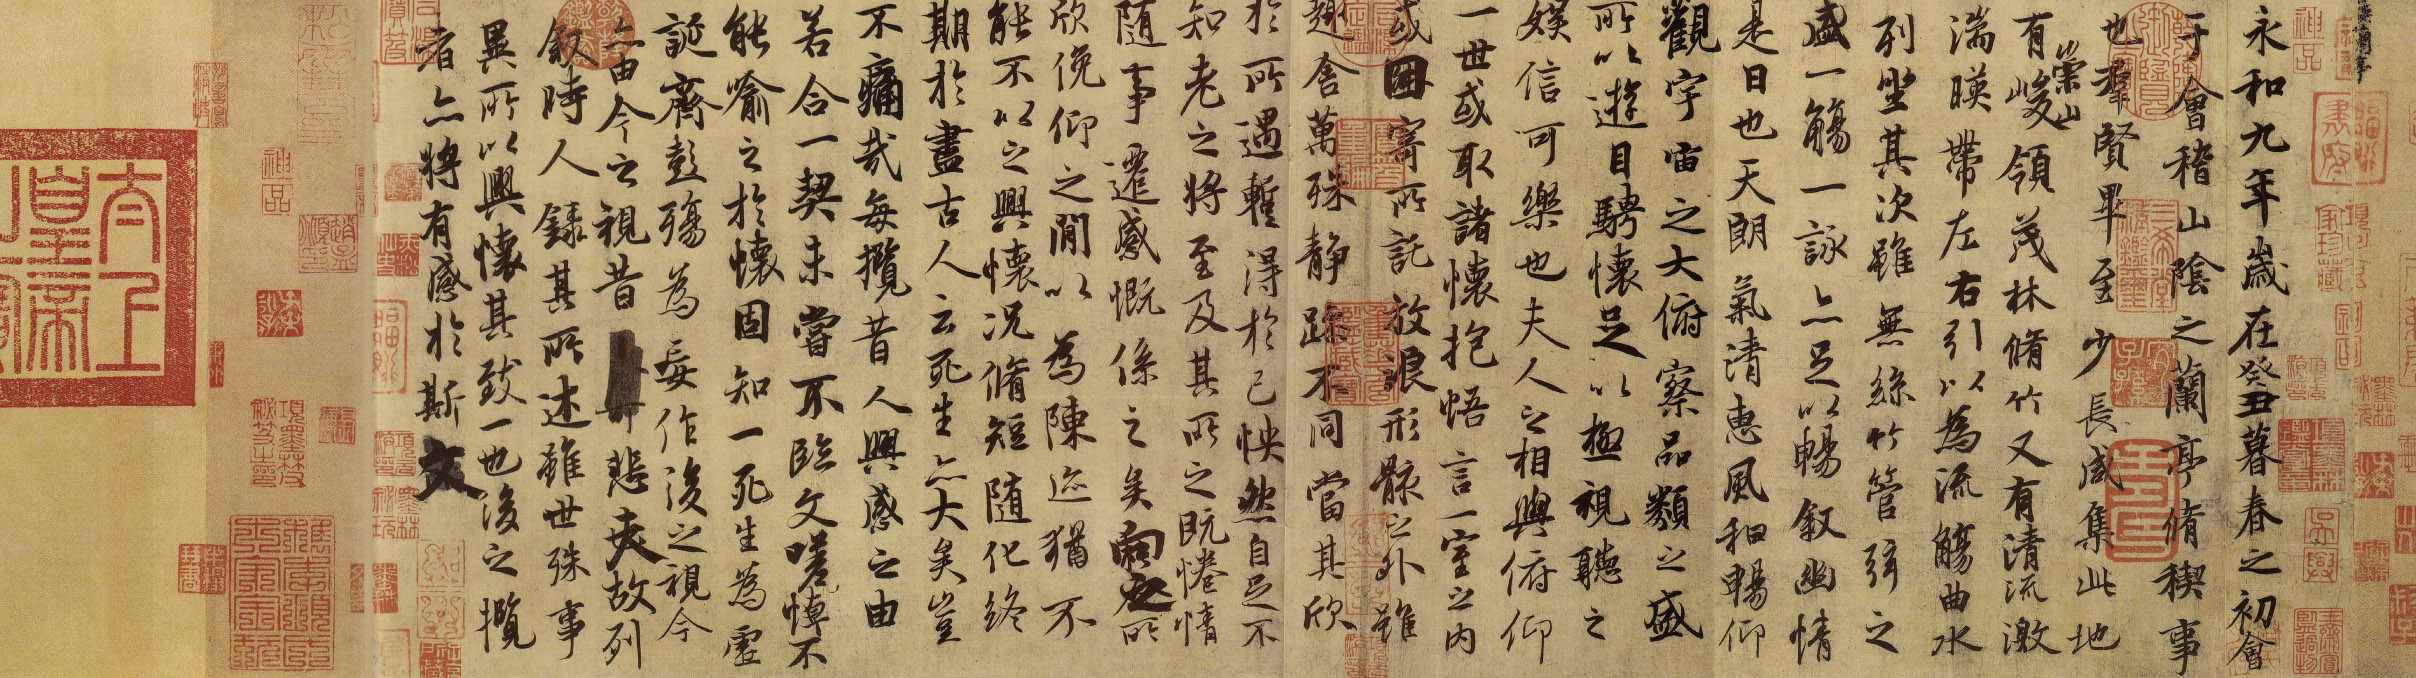 神品
永和九年歲在癸丑暮春之初會
于會稽山陰之蘭亭脩稧事
也羣賢畢至少長咸集此地
有崇山峻領茂林脩竹又有清流激
湍暎帶左右引以為流觴曲水
列坐其次雖無絲竹管弦之
盛一觴一詠亦足以暢叙幽情
是日也天朗氣清惠風和暢仰
觀宇宙之大俯察品類之盛
所以遊目騁懷足以極視聽之
娛信可樂也夫人之相與俯仰
一世或取諸懷抱悟言一室之內
或因寄所託放浪形骸之外雖
趣舍萬殊静躁不同當其欣
於所遇蹔得於己怏然自足不
知老之將至及其所之既惓情
隨事遷感慨係之矣向之所
欣俛仰之閒以為陳迹猶不
能不以之興懷況脩短隨化終
期於盡古人云死生亦大矣豈
不痛哉每攬昔人興感之由
若合一契未嘗不臨文嗟悼不
能喻之於懷固知一死生為虛
誕齊彭殤為妄作後之視今
亦由今之視昔悲夫故列
叙時人録其所述雖世殊事
異所以興懷其致一也後之攬
者亦將有感於斯文
神品
太上
皇帝